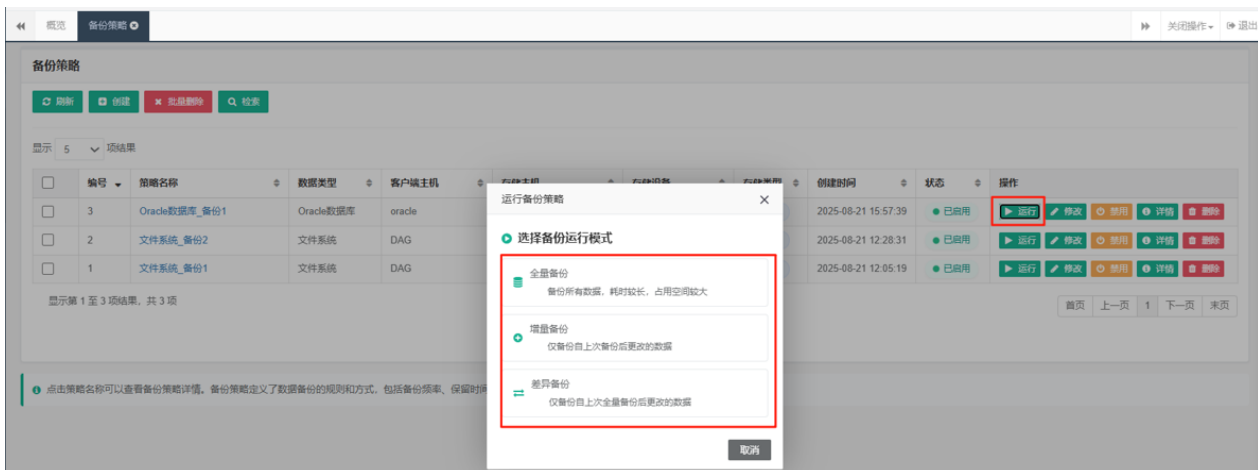 概览 备份策略 关闭操作 退出
备份策略
刷新 创建 批量删除 检索
显示 5 项结果
编号 策略名称 数据类型 客户端主机 存储主机 存储设备 存储类型 创建时间 状态 操作
3 Oracle数据库_备份1 Oracle数据库 oracle 2025-08-21 15:57:39 已启用 运行 修改 禁用 详情 删除
2 文件系统_备份2 文件系统 DAG 2025-08-21 12:28:31 已启用 运行 修改 禁用 详情 删除
1 文件系统_备份1 文件系统 DAG 2025-08-21 12:05:19 已启用 运行 修改 禁用 详情 删除
显示第 1 至 3 项结果，共 3 项
首页 上一页 1 下一页 末页
点击策略名称可以查看备份策略详情。备份策略定义了数据备份的规则和方式，包括备份频率、保留时间
运行备份策略
选择备份运行模式
全量备份
备份所有数据，耗时较长，占用空间较大
增量备份
仅备份自上次备份后更改的数据
差异备份
仅备份自上次全量备份后更改的数据
取消